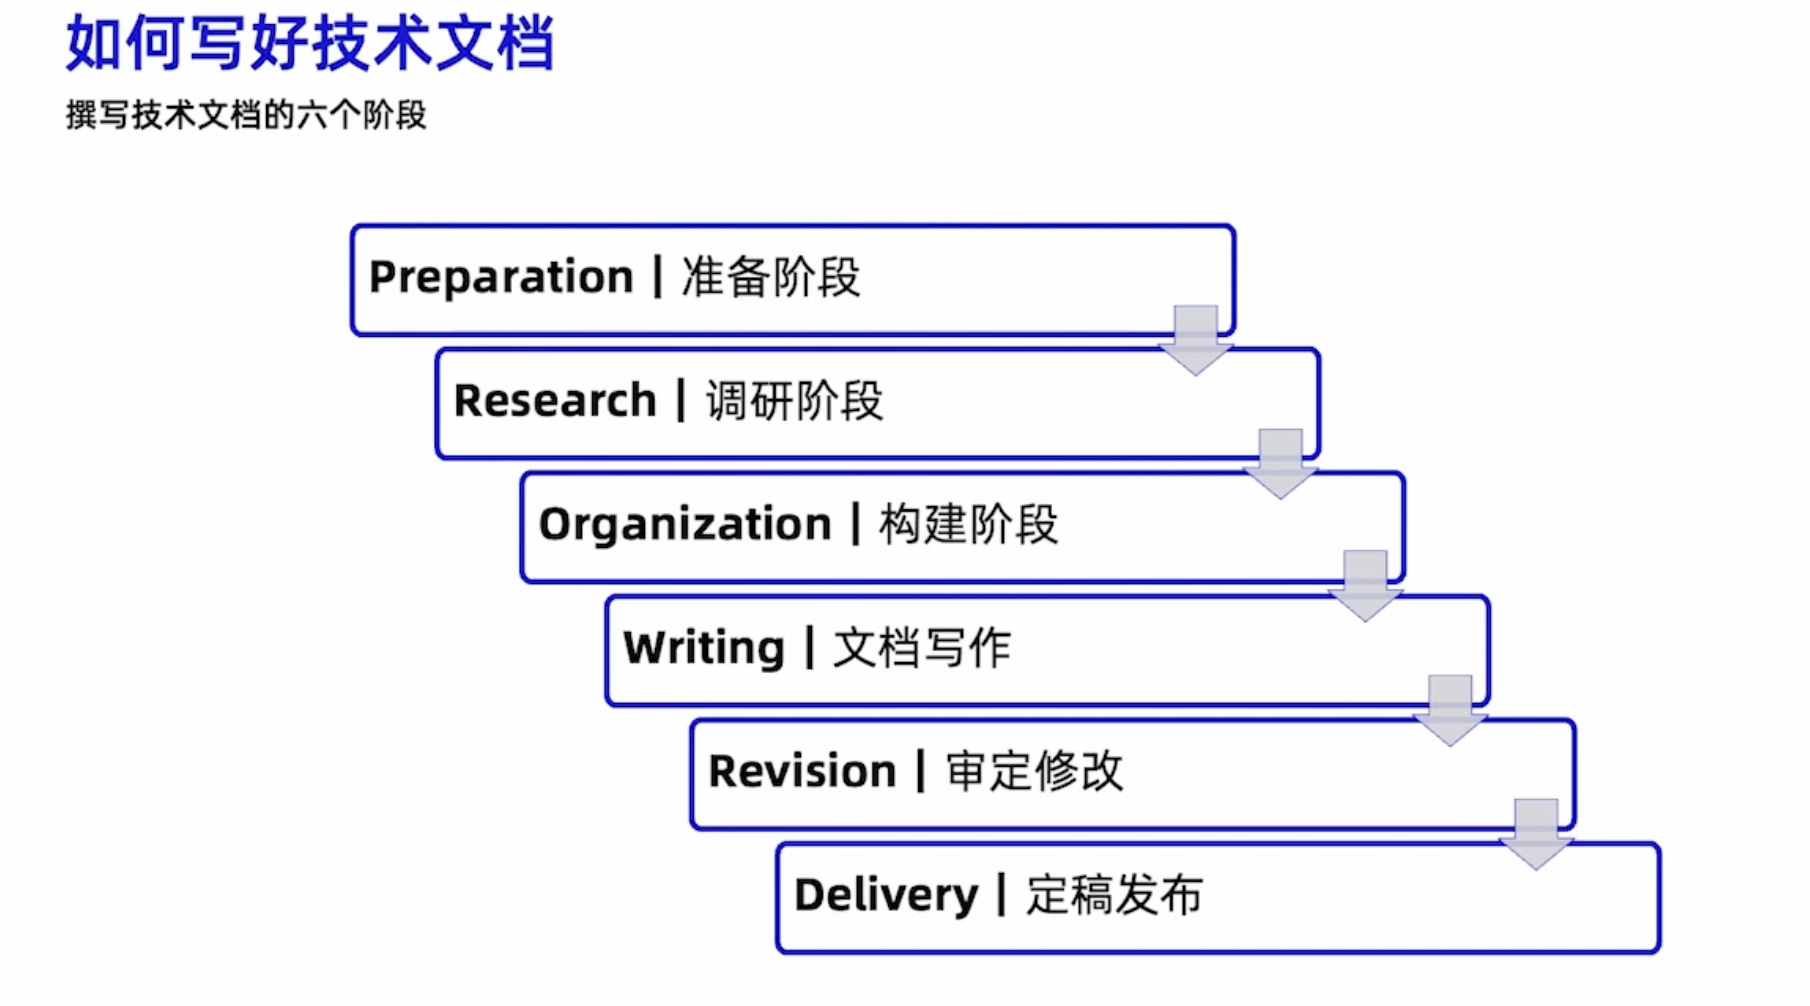 如何写好技术文档
撰写技术文档的六个阶段
Preparation | 准备阶段
Research | 调研阶段
Organization | 构建阶段
Writing | 文档写作
Revision | 审定修改
Delivery | 定稿发布